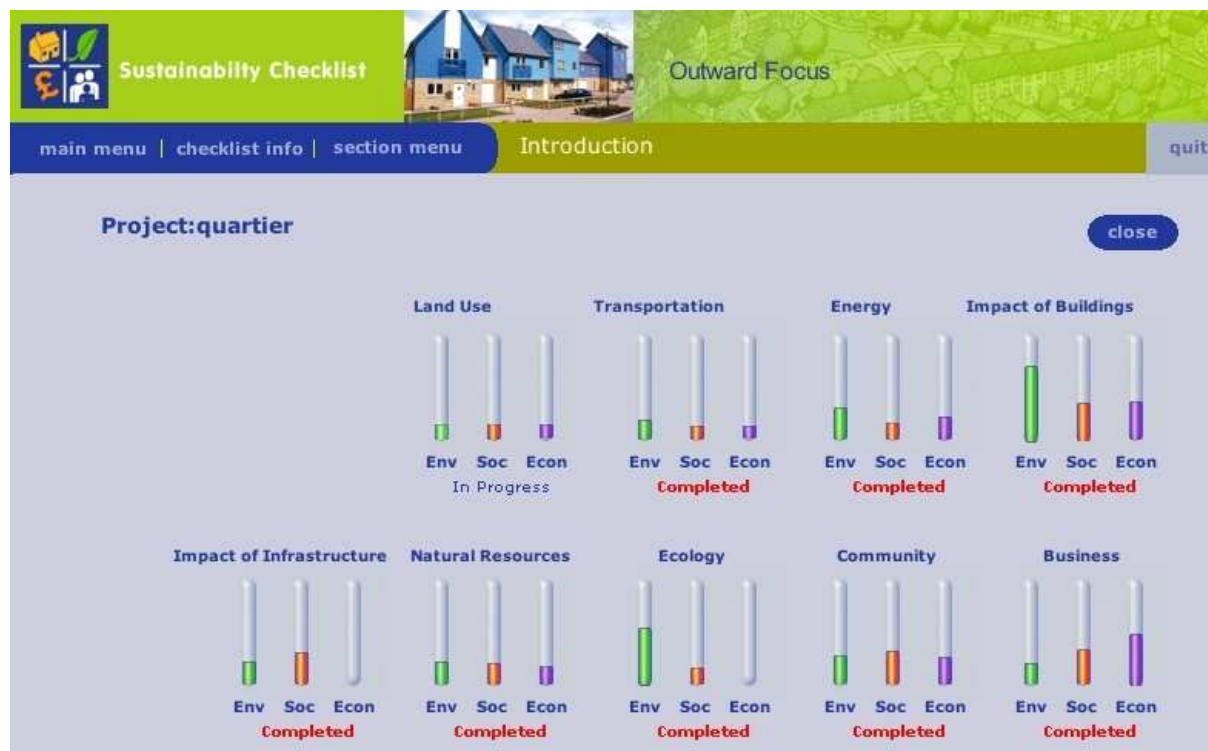 Sustainabilty Checklist
Outward Focus
main menu | checklist info | section menu
Introduction
quit
Project:quartier
close
Land Use Transportation Energy Impact of Buildings
Env Soc Econ Env Soc Econ Env Soc Econ Env Soc Econ
In Progress Completed Completed Completed
Impact of Infrastructure Natural Resources Ecology Community Business
Env Soc Econ Env Soc Econ Env Soc Econ Env Soc Econ Env Soc Econ
Completed Completed Completed Completed Completed